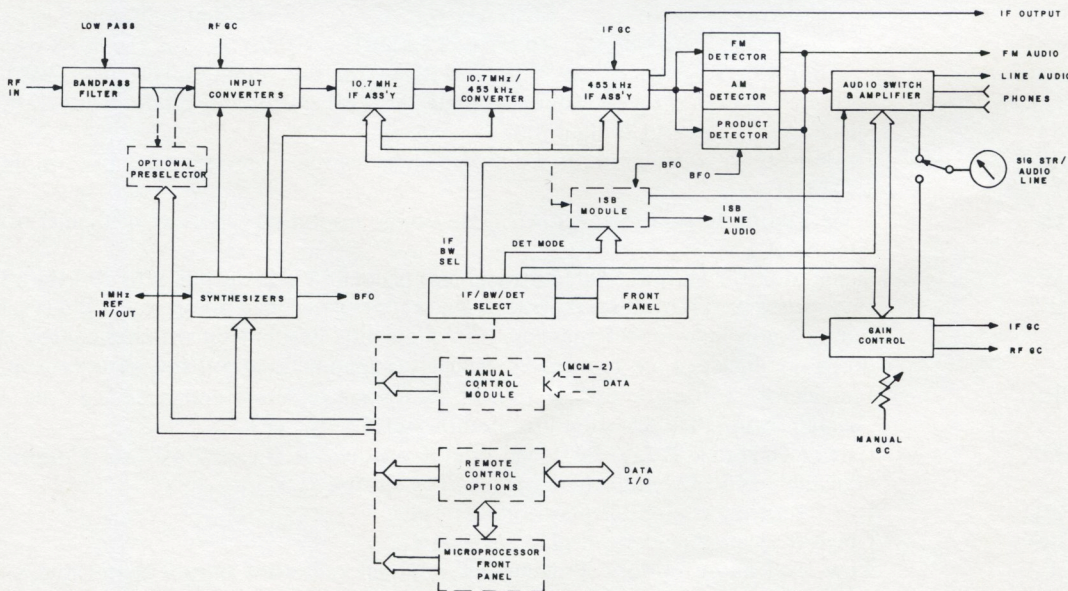 LOW PASS
RF GC
IF GC
IF OUTPUT
RF
IN
BANDPASS
FILTER
INPUT
CONVERTERS
10.7 MHz
IF ASS'Y
10.7 MHz /
455 kHz
CONVERTER
455 kHz
IF ASS'Y
FM
DETECTOR
AM
DETECTOR
PRODUCT
DETECTOR
FM AUDIO
AUDIO SWITCH
& AMPLIFIER
LINE AUDIO
PHONES
OPTIONAL
PRESELECTOR
BFO
BFO
ISB
MODULE
ISB
LINE
AUDIO
SIG STR/
AUDIO
LINE
IF
BW
SEL
DET MODE
1 MHz
REF
IN/OUT
SYNTHESIZERS
BFO
IF/BW/DET
SELECT
FRONT
PANEL
GAIN
CONTROL
IF GC
RF GC
MANUAL
GC
MANUAL
CONTROL
MODULE
(MCM-2)
DATA
REMOTE
CONTROL
OPTIONS
DATA
I/O
MICROPROCESSOR
FRONT
PANEL